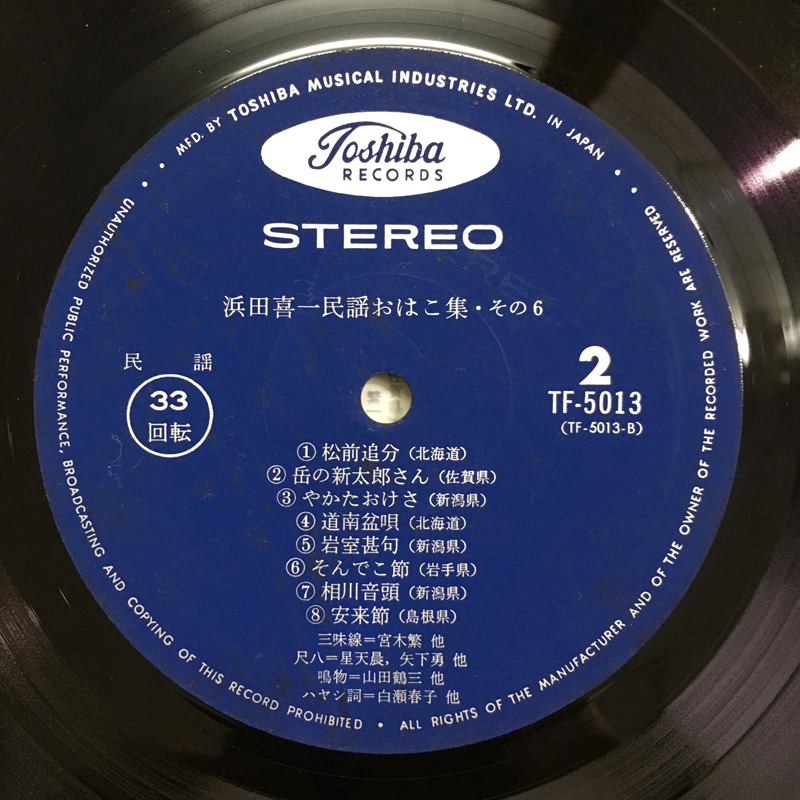 MFD. BY TOSHIBA MUSICAL INDUSTRIES LTD. IN JAPAN
Toshiba
RECORDS
STEREO
浜田喜一民謡おはこ集・その6
民謡
33
回転
2
TF-5013
(TF-5013-B)
①松前追分(北海道)
②岳の新太郎さん(佐賀県)
③やかたおけさ(新潟県)
④道南盆唄(北海道)
⑤岩室甚句(新潟県)
⑥そんでこ節(岩手県)
⑦相川音頭(新潟県)
⑧安来節(島根県)
三味線=宮木繁 他
尺八=星天晨,矢下勇 他
鳴物=山田鶴三 他
ハヤシ詞=白瀬春子 他
UNAUTHORIZED PUBLIC PERFORMANCE, BROADCASTING AND COPYING OF THIS RECORD PROHIBITED • ALL RIGHTS OF THE MANUFACTURER AND OF THE OWNER OF THE RECORDED WORK ARE RESERVED